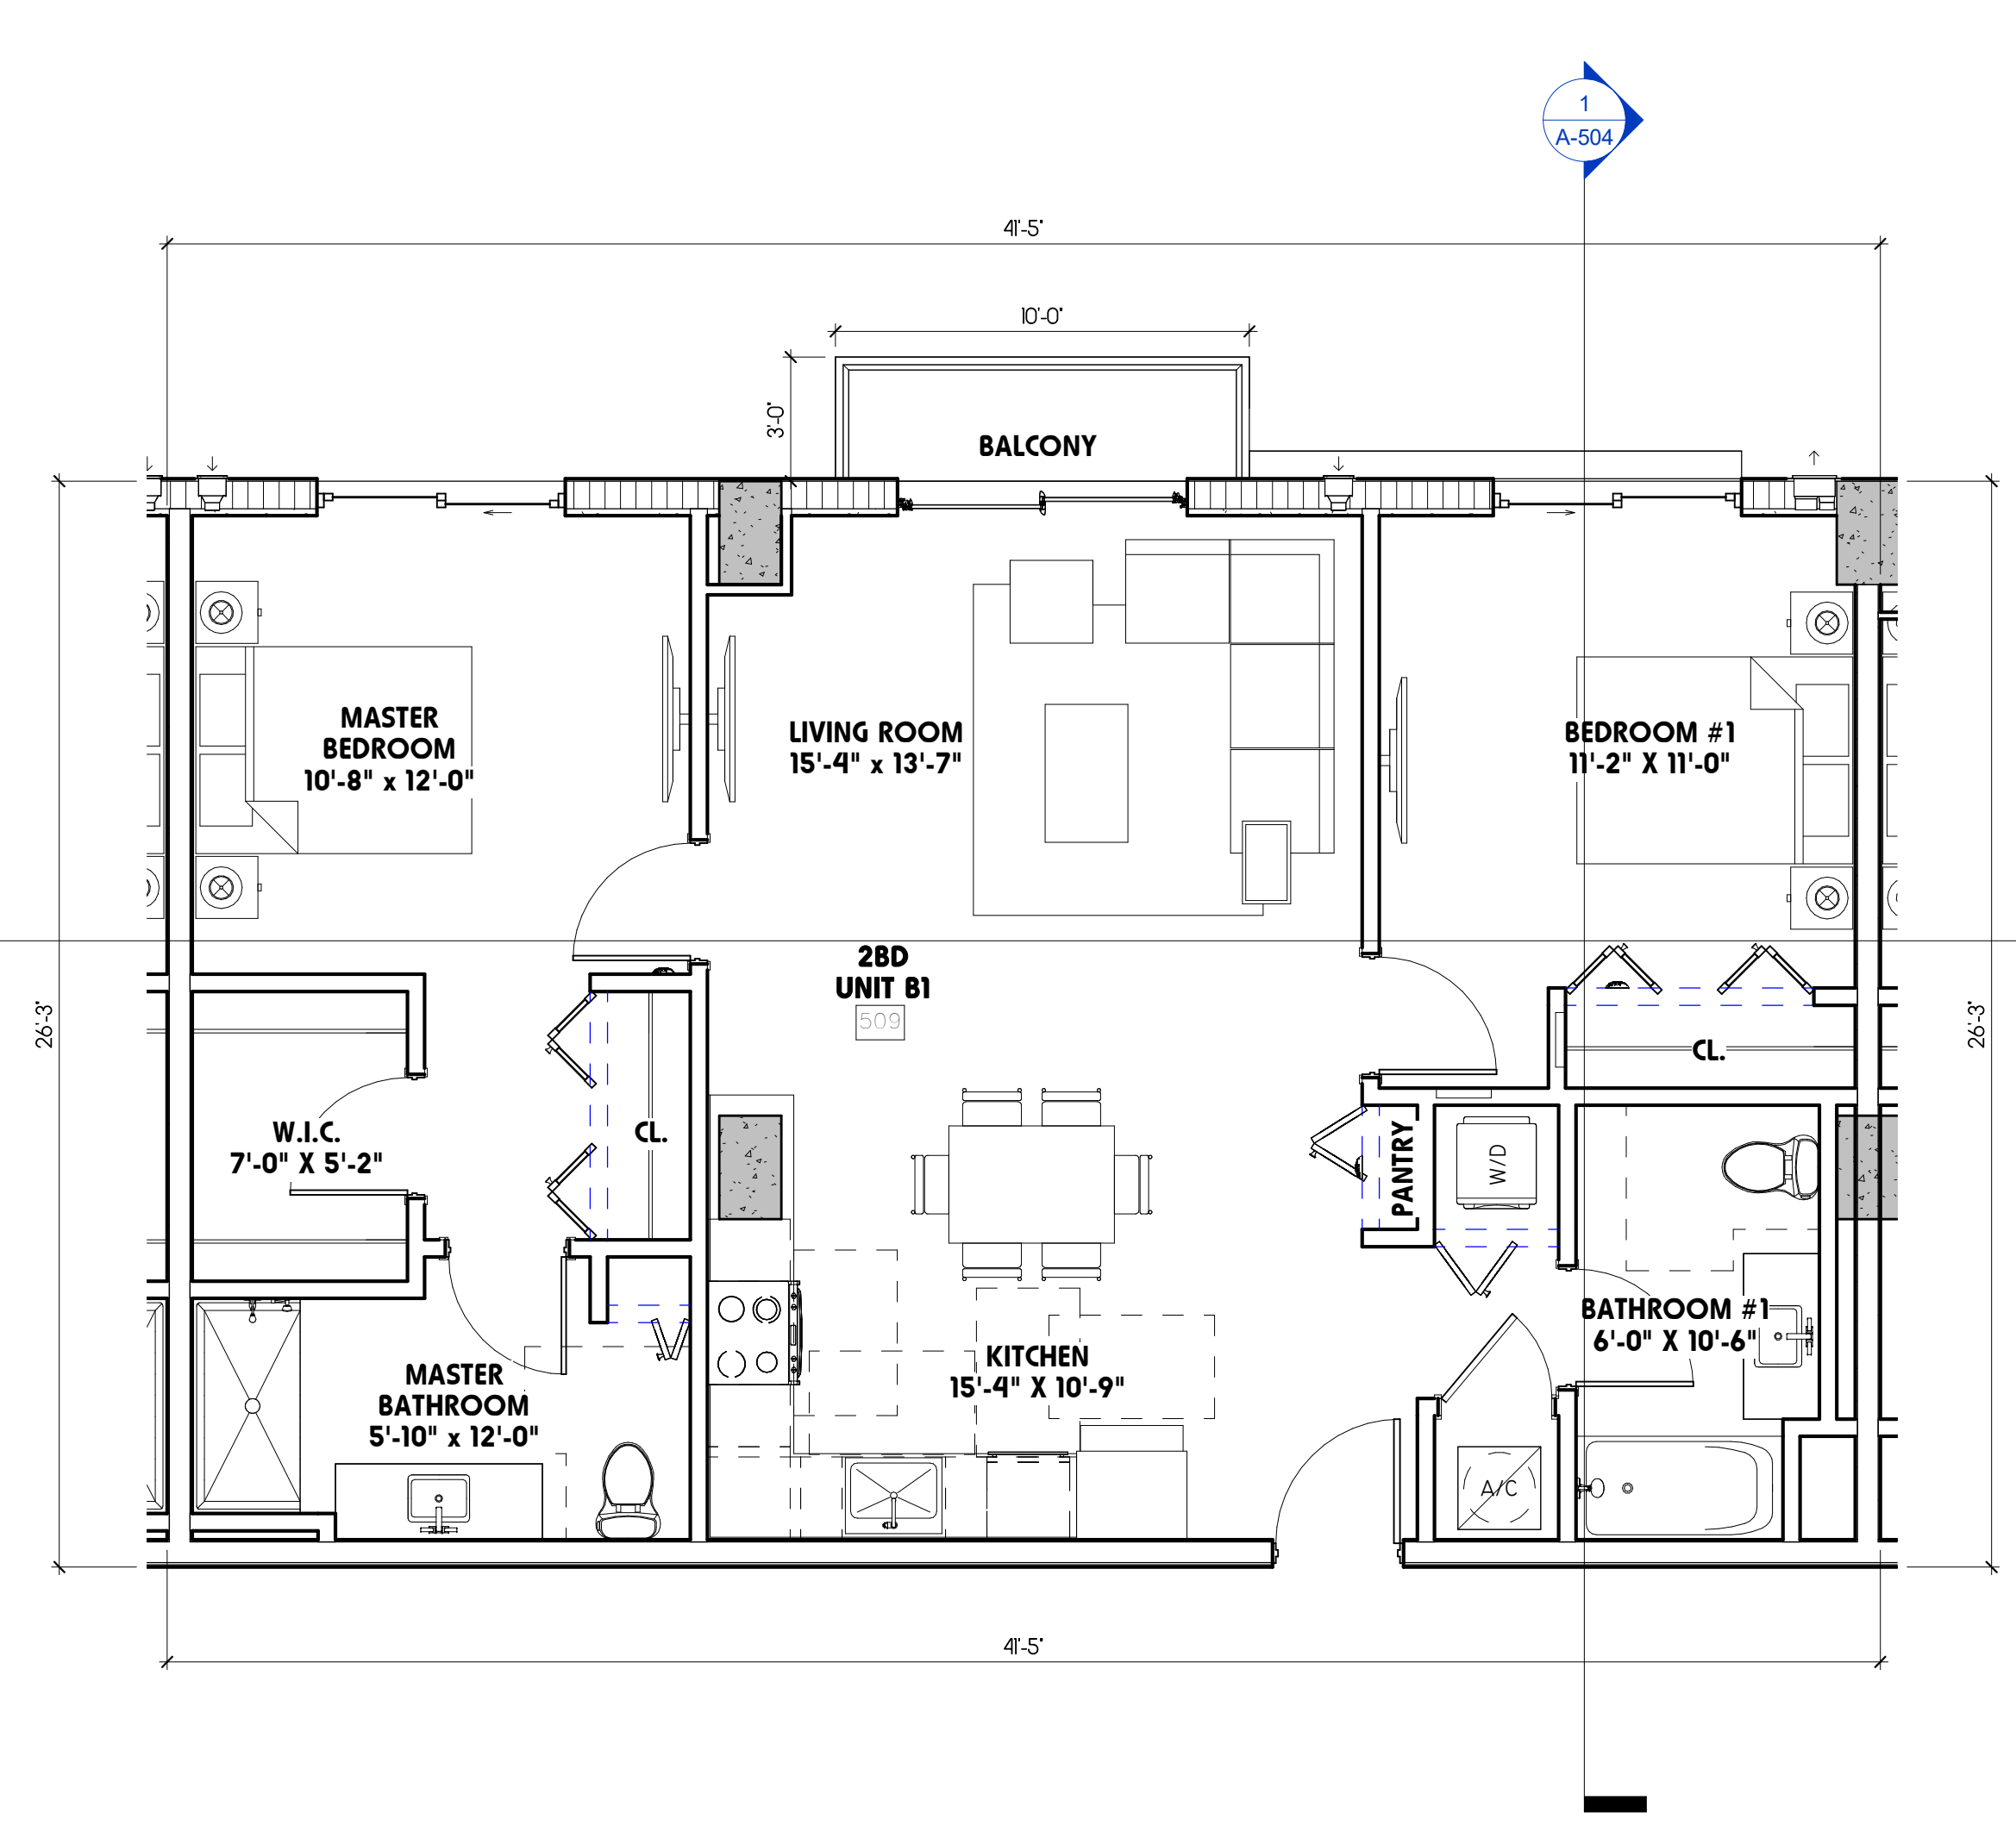 1
A-504
41'-5"
10'-0"
3'-0"
BALCONY
MASTER
BEDROOM
10'-8" x 12'-0"
LIVING ROOM
15'-4" x 13'-7"
BEDROOM #1
11'-2" X 11'-0"
2BD
UNIT B1
509
26'-3"
26'-3"
CL.
W.I.C.
7'-0" X 5'-2"
CL.
PANTRY
W/D
BATHROOM #1
6'-0" X 10'-6"
KITCHEN
15'-4" X 10'-9"
MASTER
BATHROOM
5'-10" x 12'-0"
A/C
41'-5"